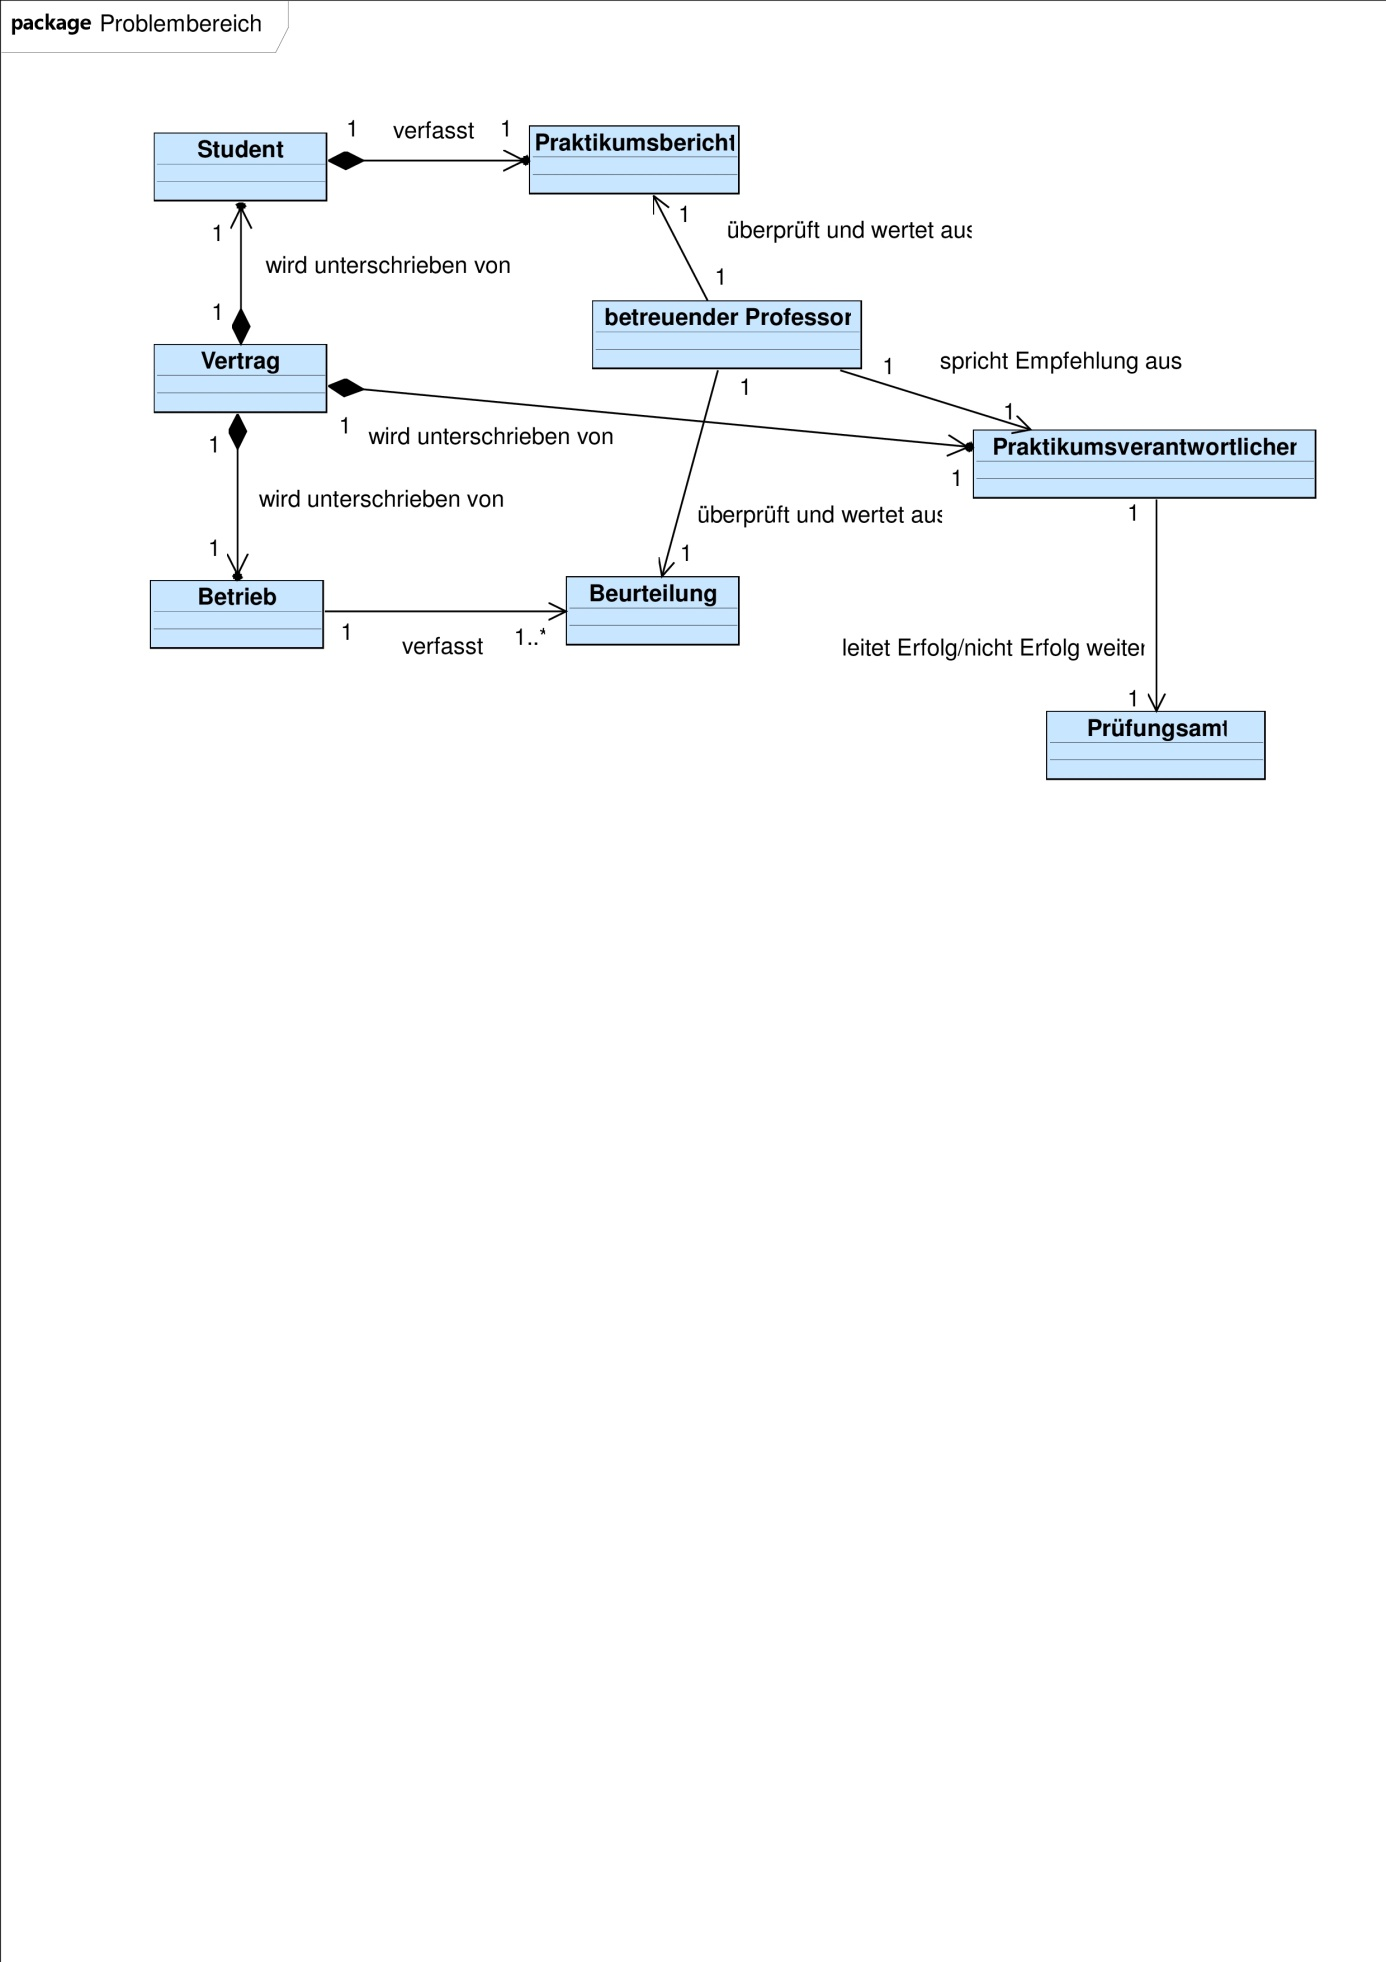 package Problembereich
1 verfasst 1
Student
Praktikumsbericht
1
1
überprüft und wertet aus
wird unterschrieben von
1
1
betreuender Professor
Vertrag
1
spricht Empfehlung aus
1
1
1
wird unterschrieben von
1
Praktikumsverantwortlicher
1
wird unterschrieben von
1
überprüft und wertet aus
1
1
Betrieb
Beurteilung
1
verfasst
1..*
leitet Erfolg/nicht Erfolg weiter
1
Prüfungsamt